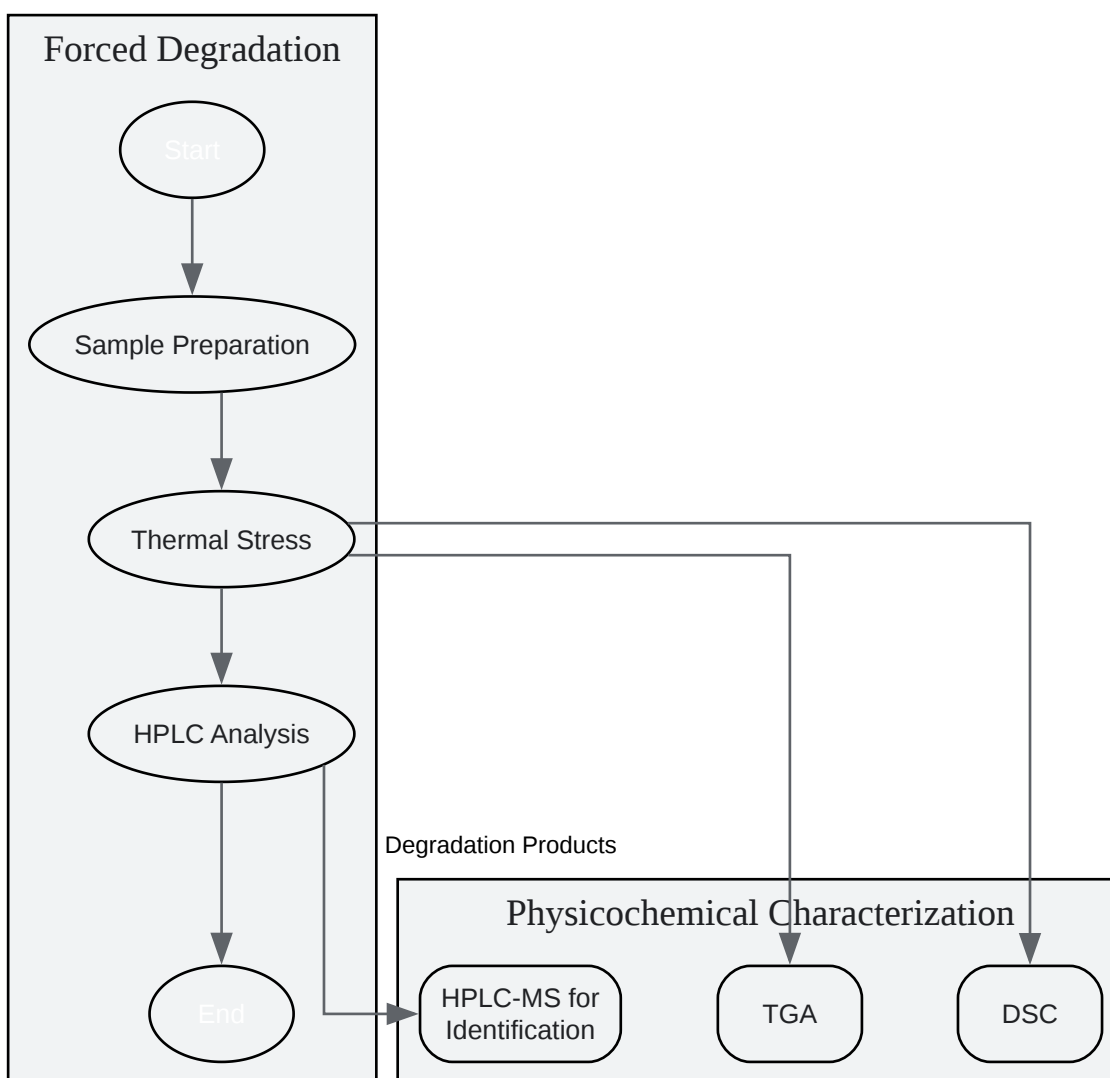 Forced Degradation
Start
Sample Preparation
Thermal Stress
HPLC Analysis
Degradation Products
Physicochemical Characterization
End
HPLC-MS for
Identification
TGA
DSC